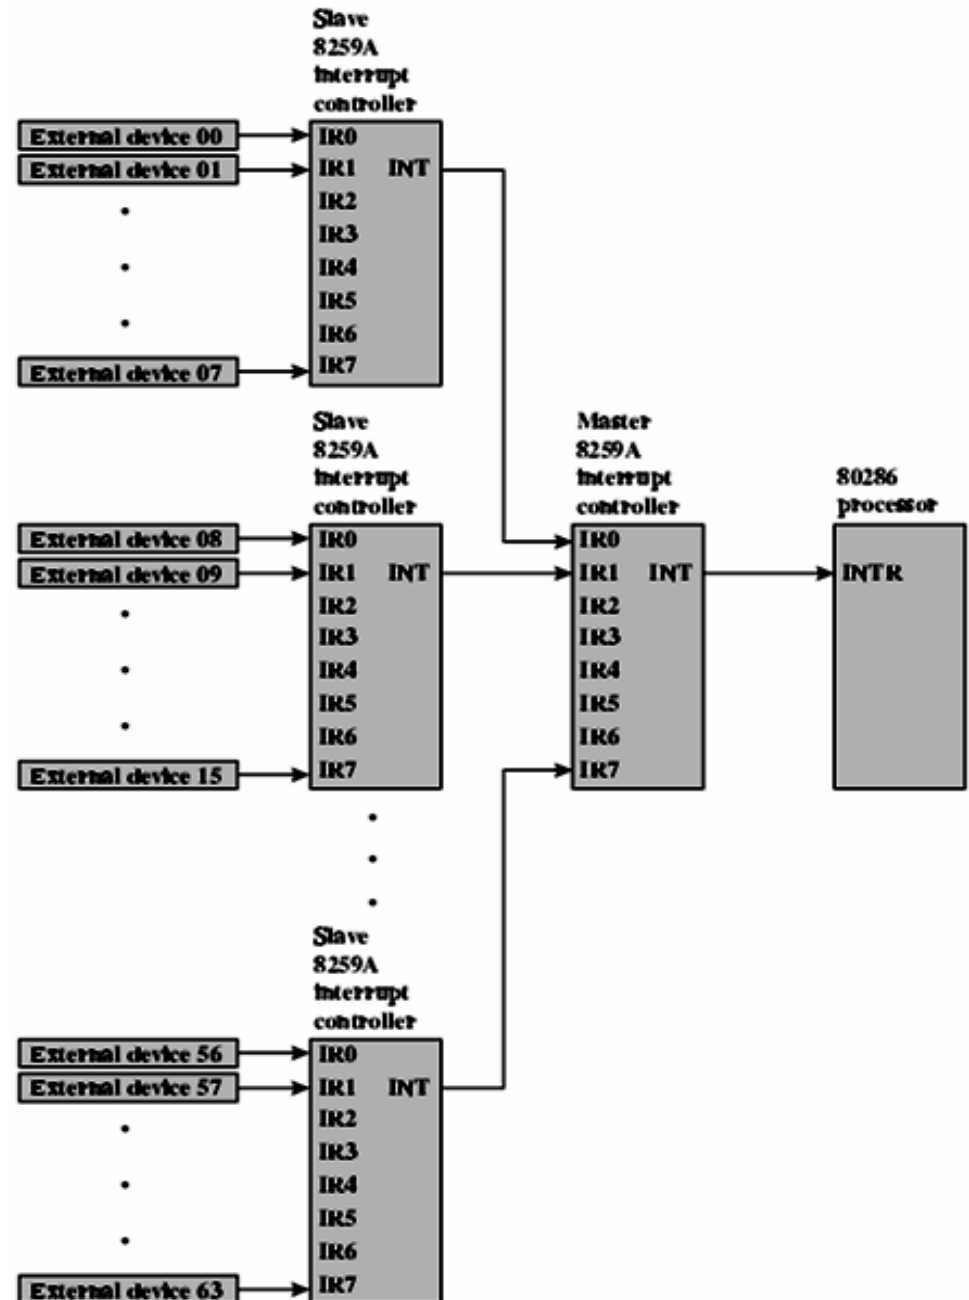 Slave
8259A
interrupt
controller
External device 00
External device 01
External device 07
IR0
IR1 INT
IR2
IR3
IR4
IR5
IR6
IR7
Slave
8259A
interrupt
controller
External device 08
External device 09
External device 15
IR0
IR1 INT
IR2
IR3
IR4
IR5
IR6
IR7
Master
8259A
interrupt
controller
IR0
IR1 INT
IR2
IR3
IR4
IR5
IR6
IR7
80286
processor
INTR
Slave
8259A
interrupt
controller
External device 56
External device 57
External device 63
IR0
IR1 INT
IR2
IR3
IR4
IR5
IR6
IR7